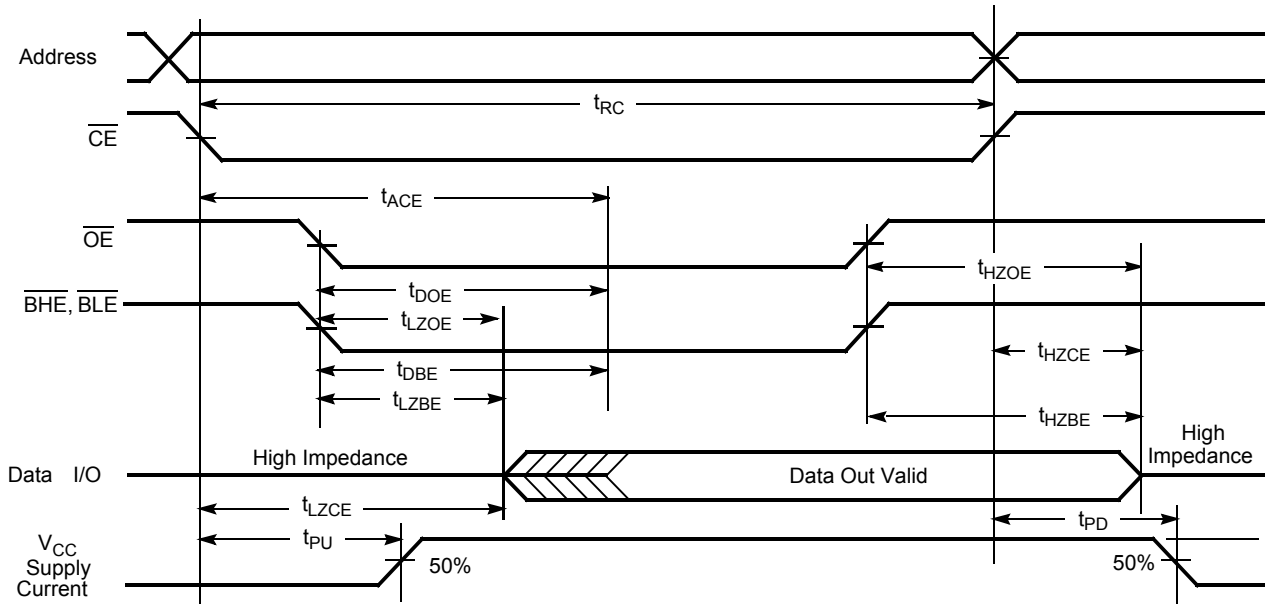 Address
tRC
CE
tACE
OE
tHZOE
tDOE
BHE, BLE
tLZOE
tHZCE
tDBE
tLZBE
tHZBE
High
Impedance
High Impedance
Data I/O
Data Out Valid
tLZCE
tPD
tPU
VCC
Supply
Current
50%
50%